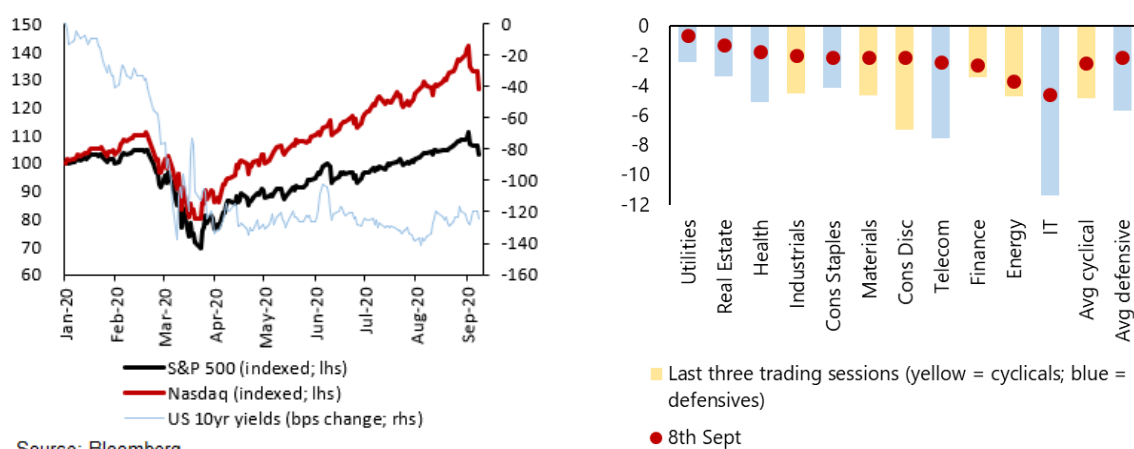 150
140
130
120
110
100
90
80
70
60
0
-20
-40
-60
-80
-100
-120
-140
-160
Jan-20
Feb-20
Mar-20
Apr-20
May-20
Jun-20
Jul-20
Aug-20
Sep-20
S&P 500 (indexed; lhs)
Nasdaq (indexed; lhs)
US 10yr yields (bps change; rhs)
Source: Bloomberg
0
-2
-4
-6
-8
-10
-12
Utilities
Real Estate
Health
Industrials
Cons Staples
Materials
Cons Disc
Telecom
Finance
Energy
IT
Avg cyclical
Avg defensive
Last three trading sessions (yellow = cyclicals; blue =
defensives)
8th Sept